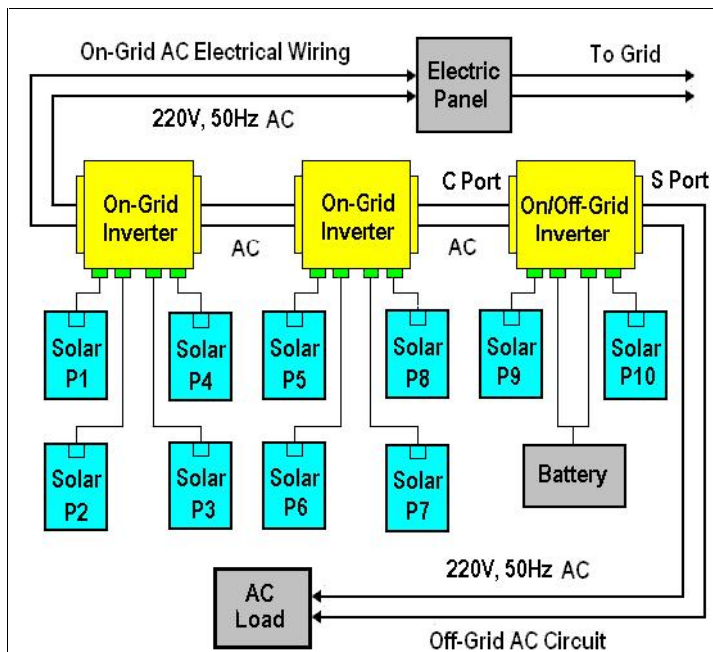 On-Grid AC Electrical Wiring
Electric
Panel
To Grid
220V, 50Hz AC
C Port
S Port
On-Grid
Inverter
On-Grid
Inverter
On/Off-Grid
Inverter
AC
AC
Solar
P1
Solar
P4
Solar
P5
Solar
P8
Solar
P9
Solar
P10
Solar
P2
Solar
P3
Solar
P6
Solar
P7
Battery
220V, 50Hz AC
AC
Load
Off-Grid AC Circuit